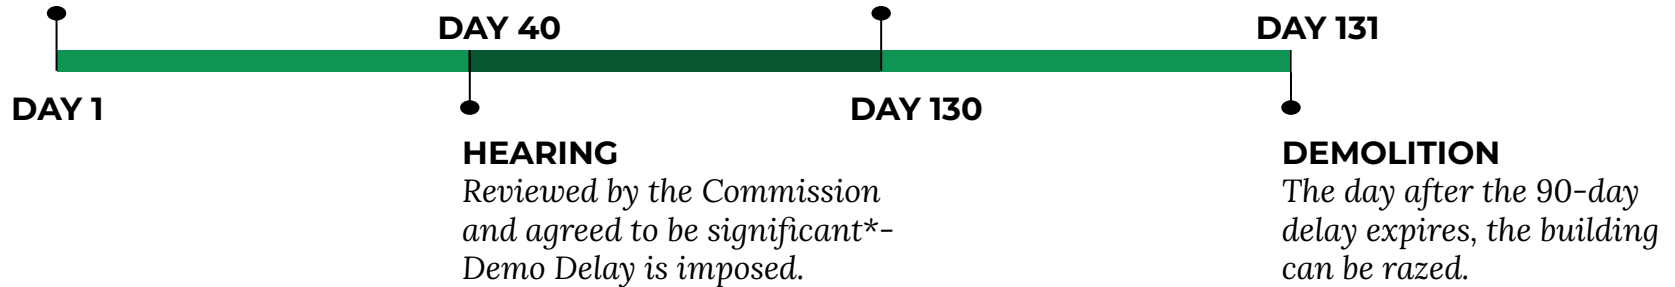 DAY 40
DAY 131
DAY 1
DAY 130
HEARING
Reviewed by the Commission
and agreed to be significant*-
Demo Delay is imposed.
DEMOLITION
The day after the 90-day
delay expires, the building
can be razed.